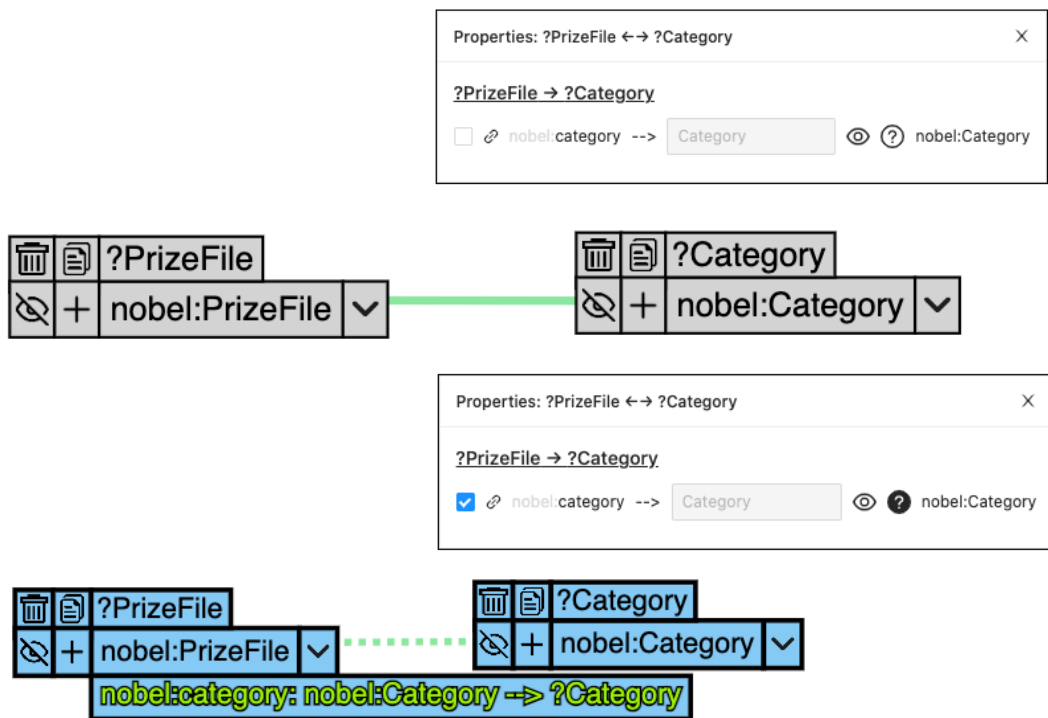 Properties: ?PrizeFile ←→ ?Category X
?PrizeFile → ?Category
nobel:category --> Category ? nobel:Category
?PrizeFile
?Category
+ nobel:PrizeFile
+ nobel:Category
Properties: ?PrizeFile ←→ ?Category X
?PrizeFile → ?Category
nobel:category --> Category ? nobel:Category
?PrizeFile
?Category
+ nobel:PrizeFile
+ nobel:Category
nobel:category: nobel:Category --> ?Category